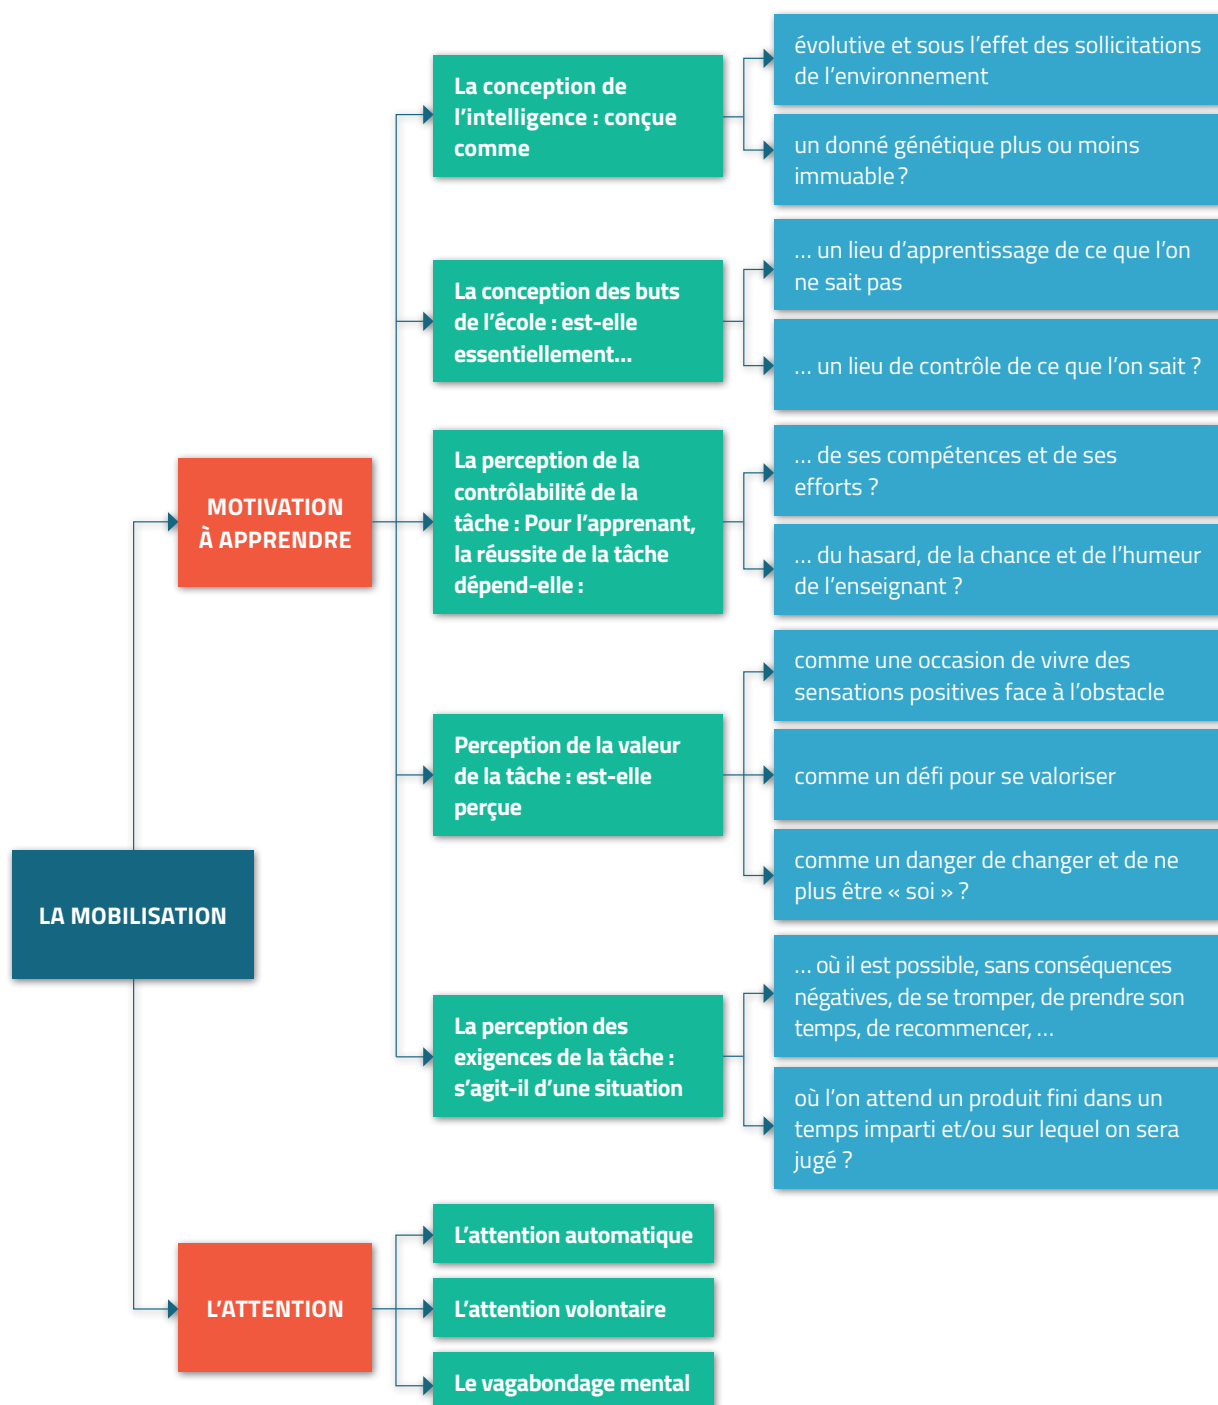 LA MOBILISATION
MOTIVATION
À APPRENDRE
La conception de
l’intelligence : conçue
comme
évolutive et sous l’effet des sollicitations
de l’environnement
un donné génétique plus ou moins
immuable ?
La conception des buts
de l’école : est-elle
essentiellement…
… un lieu d’apprentissage de ce que l’on
ne sait pas
… un lieu de contrôle de ce que l’on sait ?
La perception de la
contrôlabilité de la
tâche : Pour l’apprenant,
la réussite de la tâche
dépend-elle :
… de ses compétences et de ses
efforts ?
… du hasard, de la chance et de l’humeur
de l’enseignant ?
Perception de la valeur
de la tâche : est-elle
perçue
comme une occasion de vivre des
sensations positives face à l’obstacle
comme un défi pour se valoriser
comme un danger de changer et de ne
plus être « soi » ?
La perception des
exigences de la tâche :
s’agit-il d’une situation
… où il est possible, sans conséquences
négatives, de se tromper, de prendre son
temps, de recommencer, …
où l’on attend un produit fini dans un
temps imparti et/ou sur lequel on sera
jugé ?
L’ATTENTION
L’attention automatique
L’attention volontaire
Le vagabondage mental